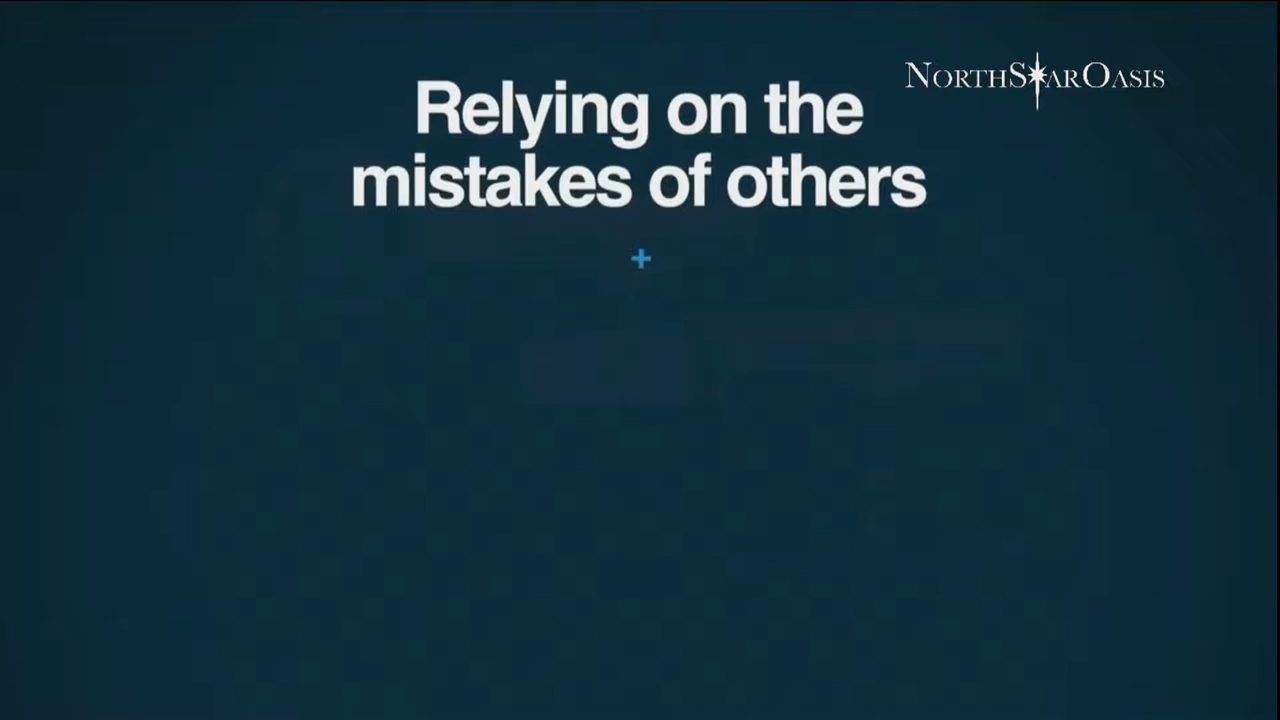 NORTHSTAROASIS
Relying on the
mistakes of others
+